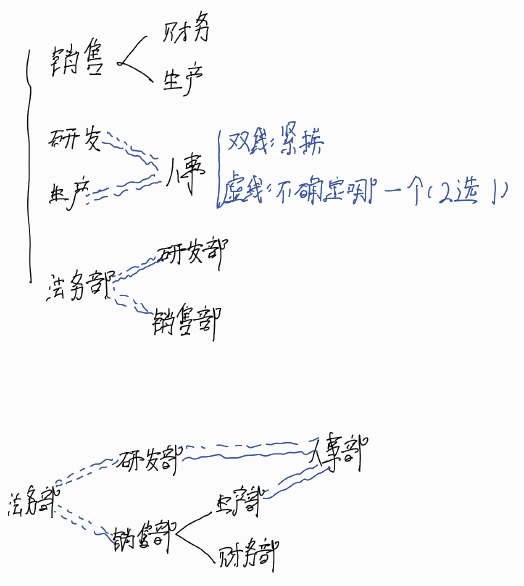 财务
销售
生产
研发
双线:紧挨
人事
虚线:不确定哪一个(2选1)
生产
研发部
法务部
销售部
人事部
研发部
法务部
生产部
销售部
财务部